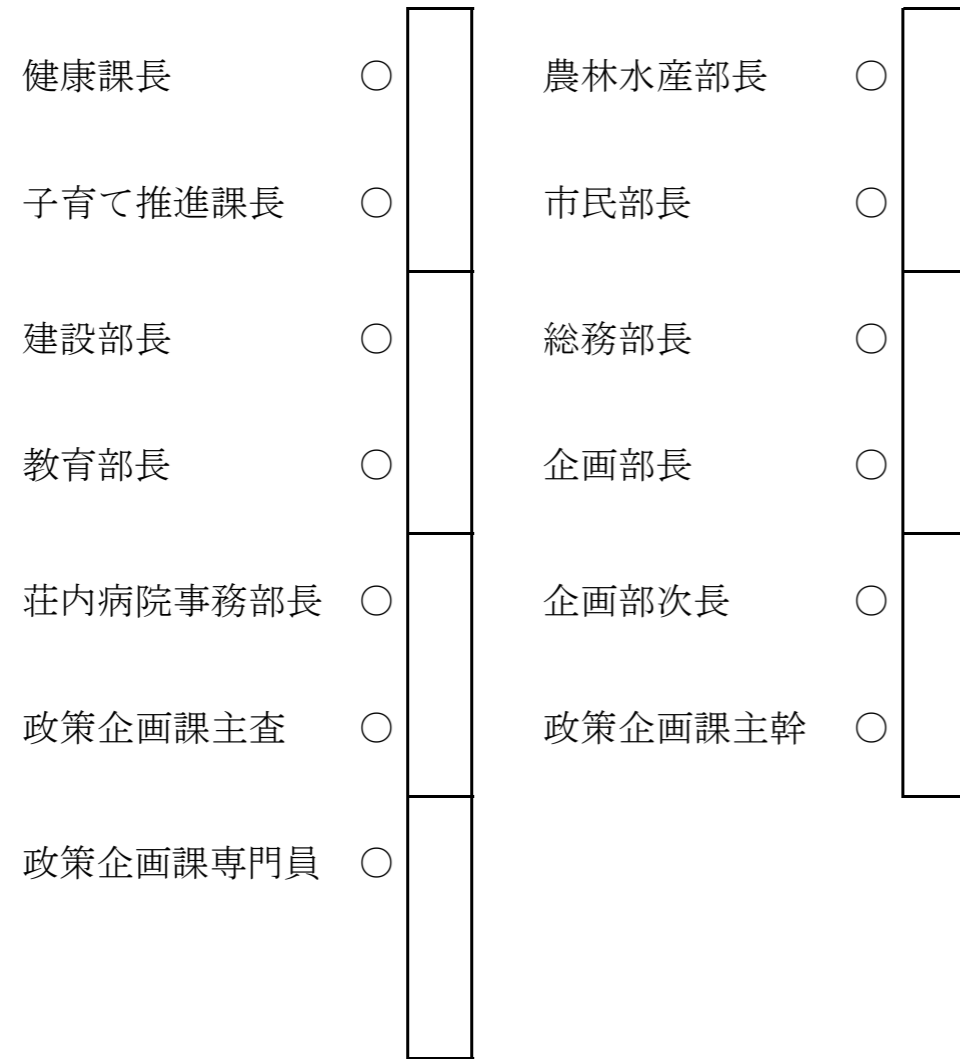 健康課長 ○ 農林水産部長 ○
子育て推進課長 ○ 市民部長 ○
建設部長 ○ 総務部長 ○
教育部長 ○ 企画部長 ○
荘内病院事務部長 ○ 企画部次長 ○
政策企画課主査 ○ 政策企画課主幹 ○
政策企画課専門員 ○